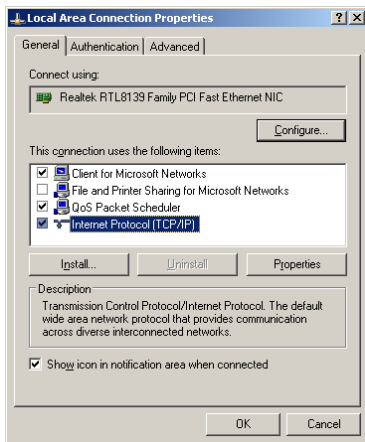 Local Area Connection Properties
General Authentication Advanced
Connect using:
Realtek RTL8139 Family PCI Fast Ethernet NIC
Configure...
This connection uses the following items:
Client for Microsoft Networks
File and Printer Sharing for Microsoft Networks
QoS Packet Scheduler
Internet Protocol (TCP/IP)
Install... Uninstall Properties
Description
Transmission Control Protocol/Internet Protocol. The default
wide area network protocol that provides communication
across diverse interconnected networks.
Show icon in notification area when connected
OK Cancel